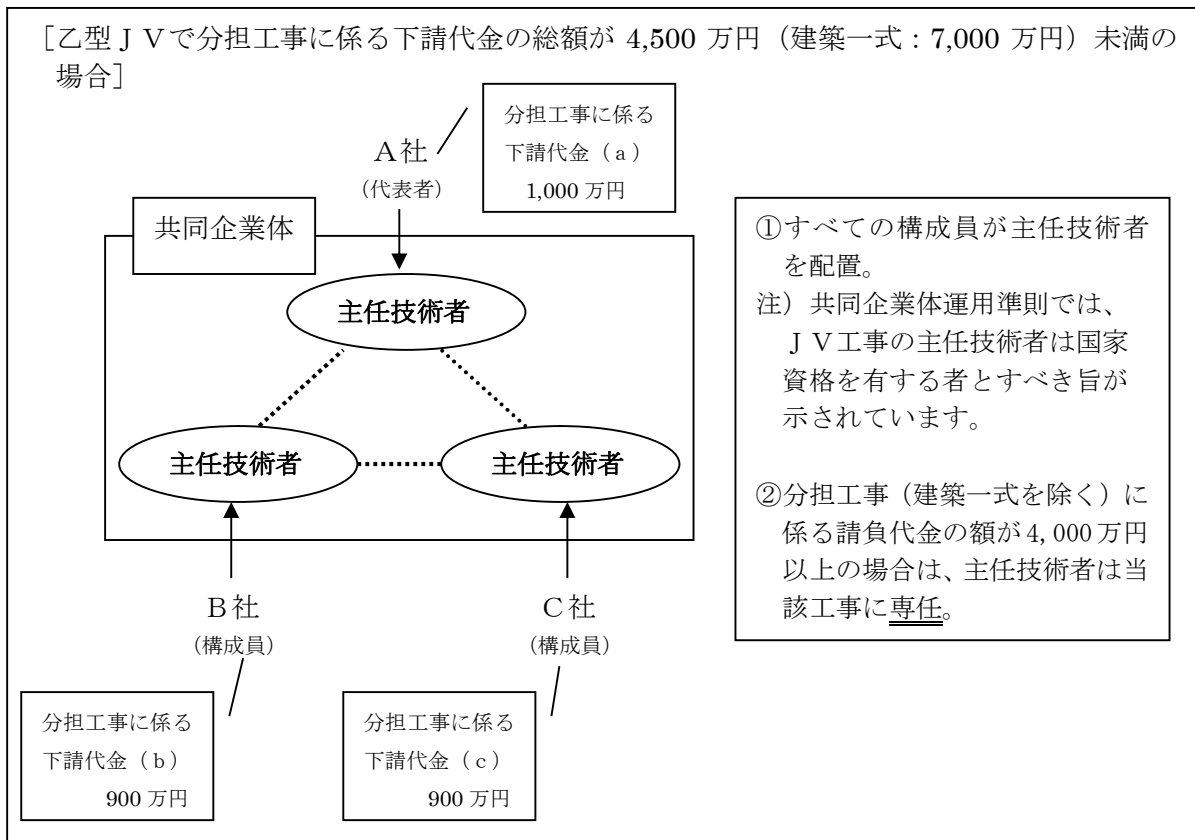 ［乙型ＪＶで分担工事に係る下請代金の総額が 4,500 万円（建築一式：7,000 万円）未満の
場合］
分担工事に係る
下請代金（ａ）
1,000 万円
Ａ社
（代表者）
共同企業体
主任技術者
主任技術者
主任技術者
Ｂ社
（構成員）
Ｃ社
（構成員）
分担工事に係る
下請代金（ｂ）
900 万円
分担工事に係る
下請代金（ｃ）
900 万円
①すべての構成員が主任技術者
を配置。
注）共同企業体運用準則では、
ＪＶ工事の主任技術者は国家
資格を有する者とすべき旨が
示されています。
②分担工事（建築一式を除く）に
係る請負代金の額が 4,000 万円
以上の場合は、主任技術者は当
該工事に専任。